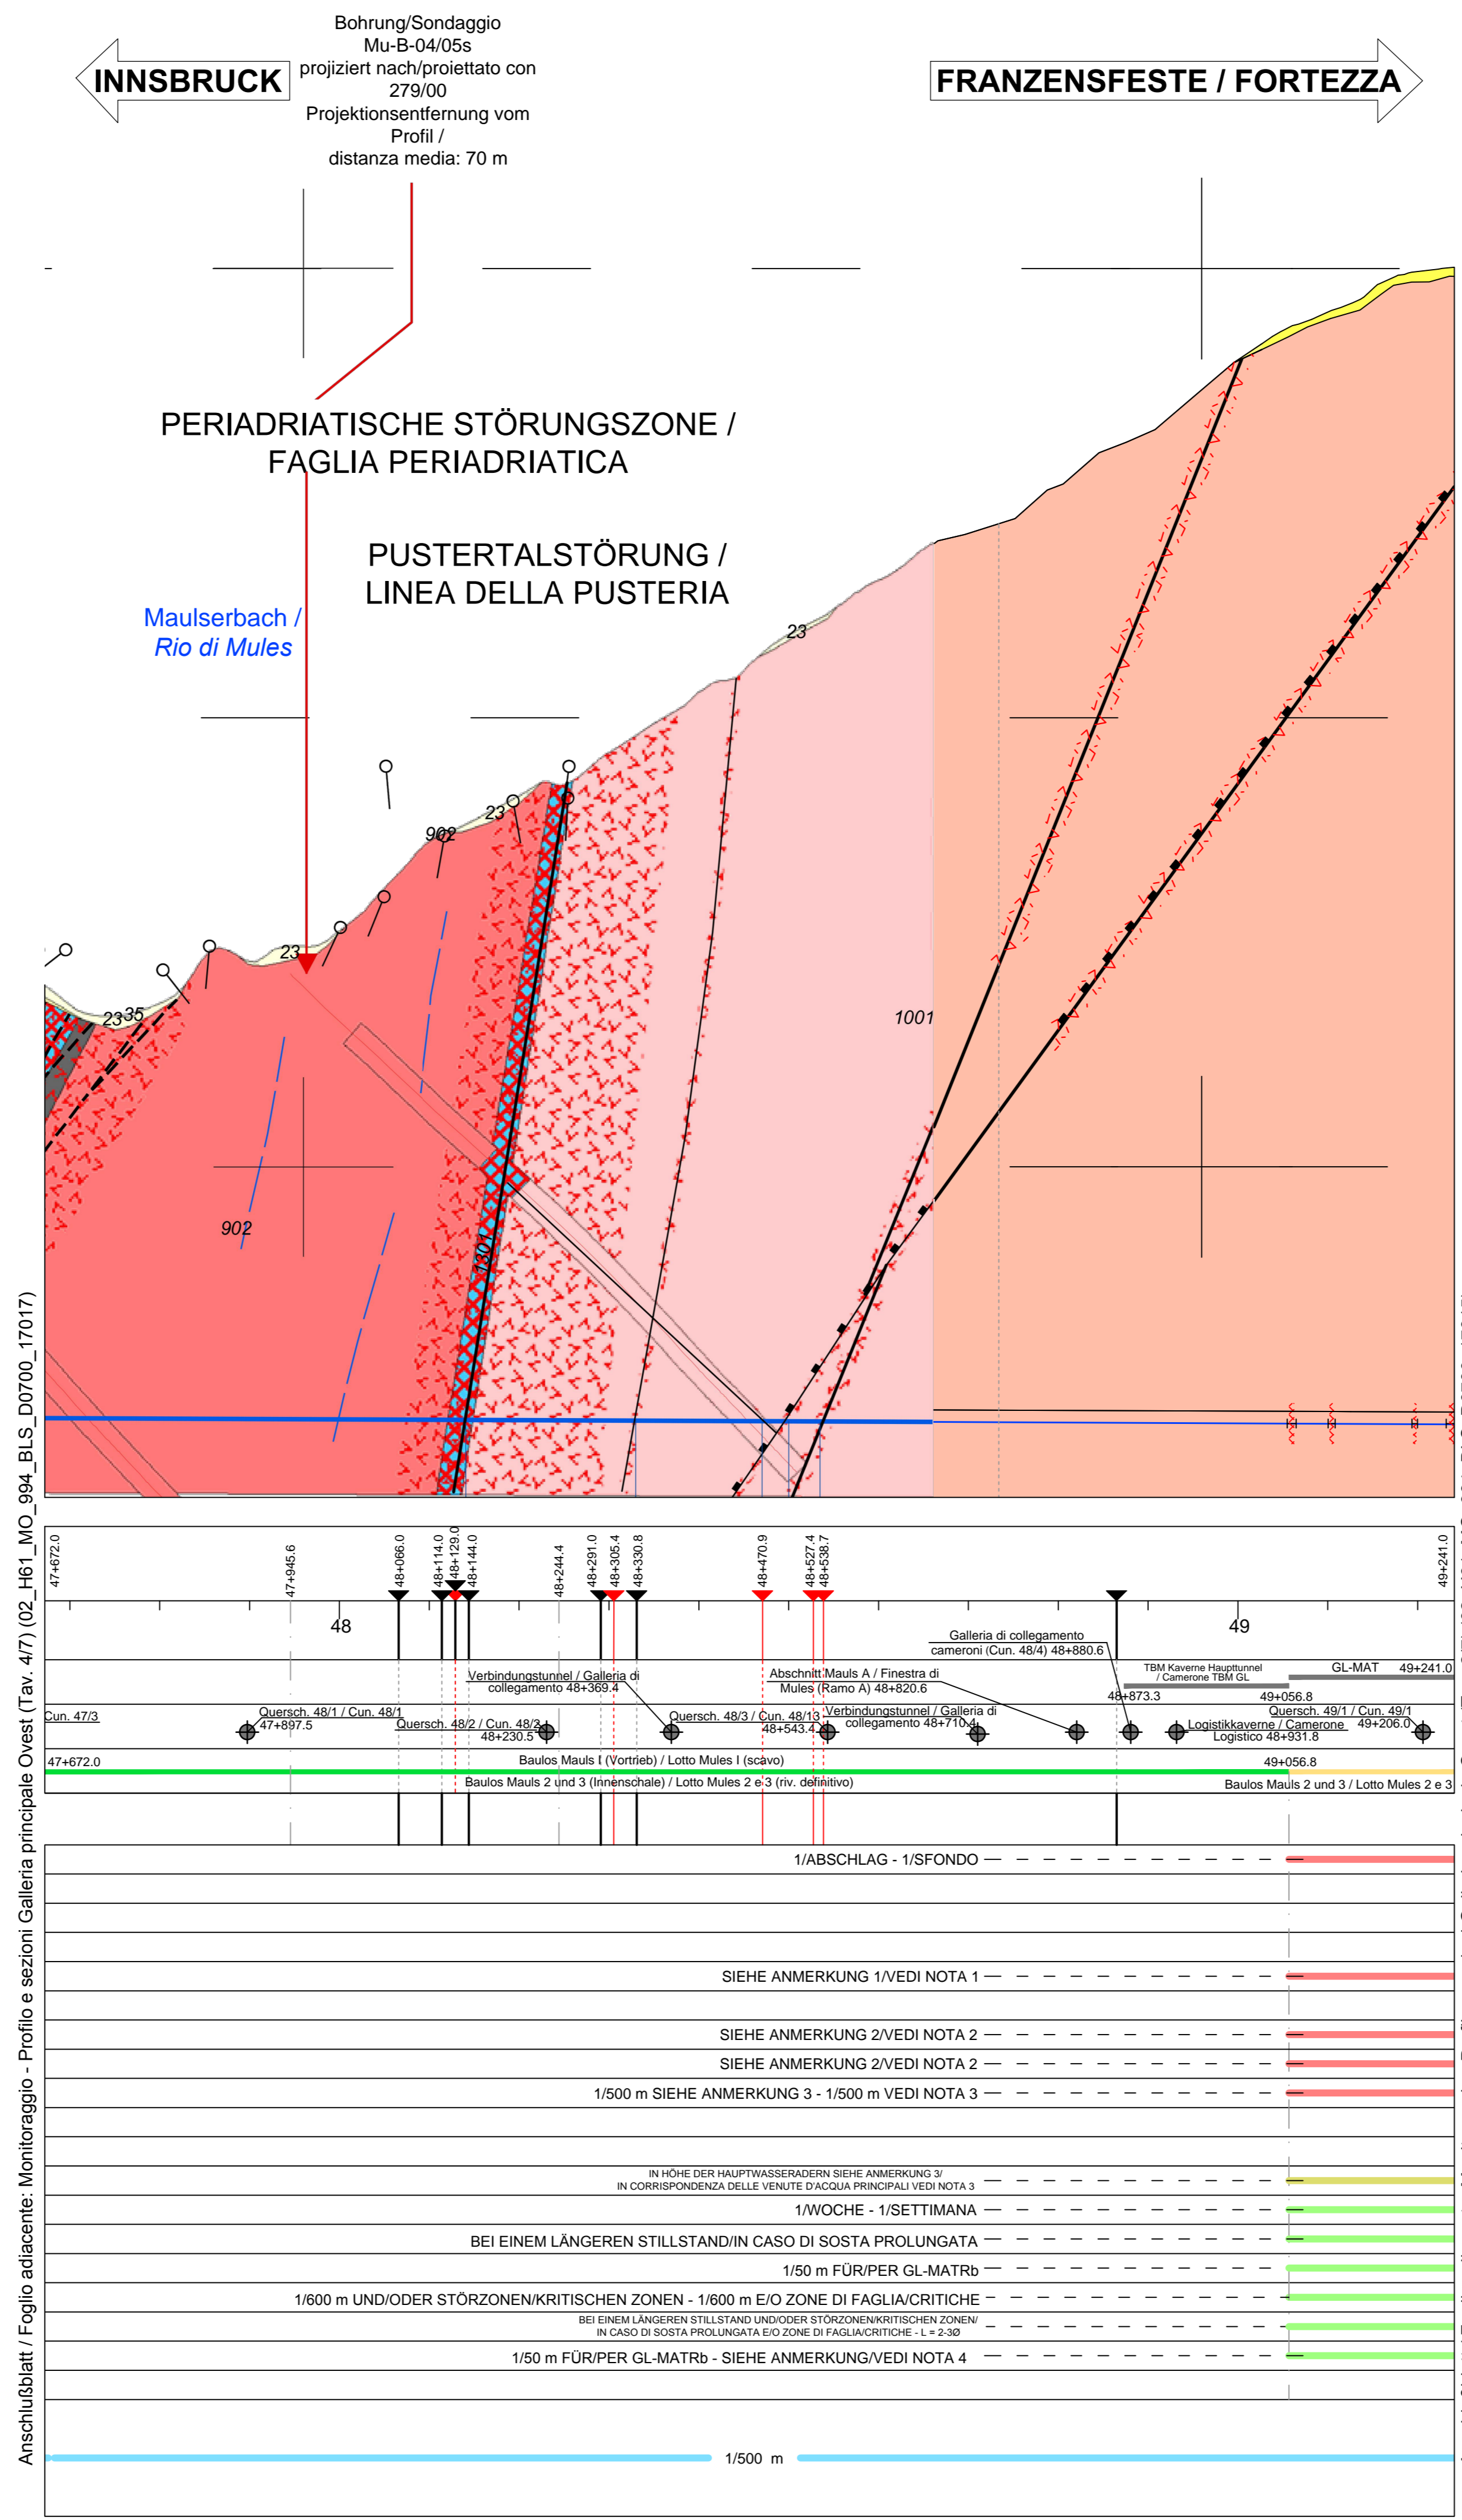 Bohrung/Sondaggio
Mu-B-04/05s
projiziert nach/proiettato con
279/00
Projektionsentfernung vom
Profil /
distanza media: 70 m
INNSBRUCK
FRANZENSFESTE / FORTEZZA
PERIADRIATISCHE STÖRUNGSZONE /
FAGLIA PERIADRIATICA
PUSTERTALSTÖRUNG /
LINEA DELLA PUSTERIA
Maulserbach /
Rio di Mules
23
23
902
23
23
35
1001
902
1301
Anschlußblatt / Foglio adiacente: Monitoraggio - Profilo e sezioni Galleria principale Ovest (Tav. 4/7) (02_H61_MO_994_BLS_D0700_17017)
47+672.0
47+945.6
48+066.0
48+114.0
48+129.0
48+144.0
48+244.4
48+291.0
48+305.4
48+330.8
48+470.9
48+527.4
48+538.7
49+241.0
48
49
Galleria di collegamento
cameroni (Cun. 48/4) 48+880.6
Verbindungstunnel / Galleria di
collegamento 48+369.4
Abschnitt Mauls A / Finestra di
Mules (Ramo A) 48+820.6
TBM Kaverne Haupttunnel
/ Camerone TBM GL
GL-MAT
49+241.0
48+873.3
49+056.8
Cun. 47/3
Quersch. 48/1 / Cun. 48/1
47+897.5
Quersch. 48/2 / Cun. 48/2
48+230.5
Quersch. 48/3 / Cun. 48/13
48+543.4
Verbindungstunnel / Galleria di
collegamento 48+710.4
Logistikkaverne / Camerone
Logistico 48+931.8
Quersch. 49/1 / Cun. 49/1
49+206.0
47+672.0
Baulos Mauls I (Vortrieb) / Lotto Mules I (scavo)
49+056.8
Baulos Mauls 2 und 3 (Innenschale) / Lotto Mules 2 e 3 (riv. definitivo)
Baulos Mauls 2 und 3 / Lotto Mules 2 e 3
1/ABSCHLAG - 1/SFONDO
SIEHE ANMERKUNG 1/VEDI NOTA 1
SIEHE ANMERKUNG 2/VEDI NOTA 2
SIEHE ANMERKUNG 2/VEDI NOTA 2
1/500 m SIEHE ANMERKUNG 3 - 1/500 m VEDI NOTA 3
IN HÖHE DER HAUPTWASSERADERN SIEHE ANMERKUNG 3/
IN CORRISPONDENZA DELLE VENUTE D'ACQUA PRINCIPALI VEDI NOTA 3
1/WOCHE - 1/SETTIMANA
BEI EINEM LÄNGEREN STILLSTAND/IN CASO DI SOSTA PROLUNGATA
1/50 m FÜR/PER GL-MATRb
1/600 m UND/ODER STÖRZONEN/KRITISCHEN ZONEN - 1/600 m E/O ZONE DI FAGLIA/CRITICHE
BEI EINEM LÄNGEREN STILLSTAND UND/ODER STÖRZONEN/KRITISCHEN ZONEN/
IN CASO DI SOSTA PROLUNGATA E/O ZONE DI FAGLIA/CRITICHE - L = 2-3Ø
1/50 m FÜR/PER GL-MATRb - SIEHE ANMERKUNG/VEDI NOTA 4
1/500 m